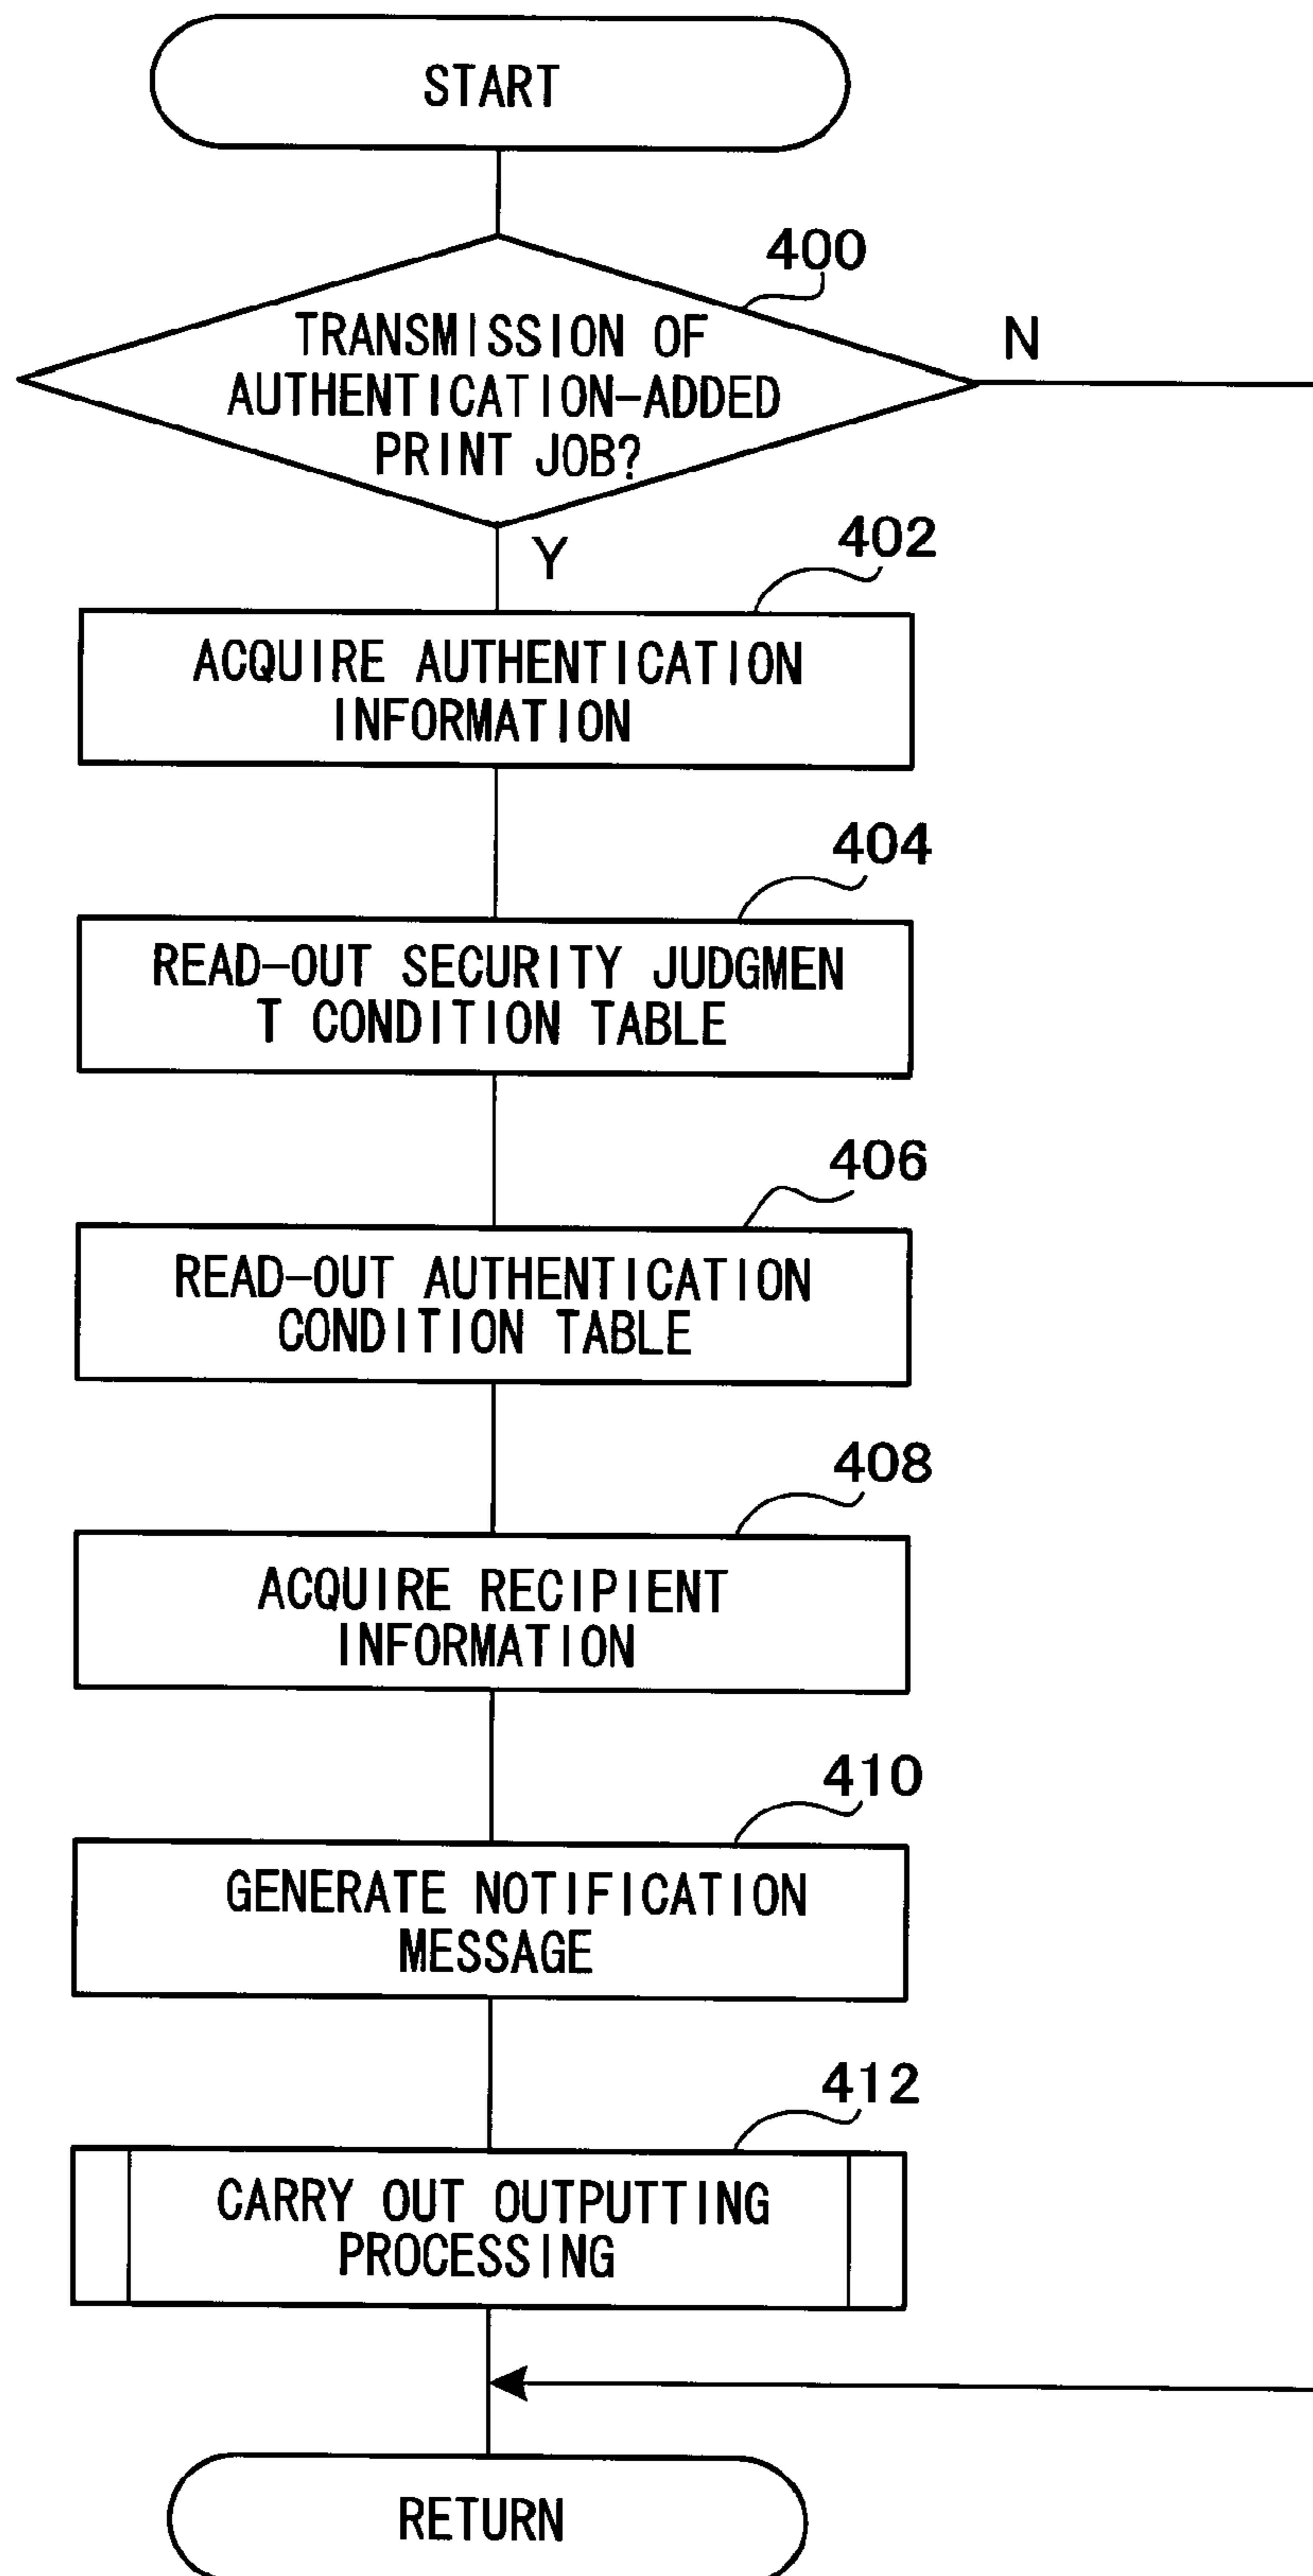 START
400
TRANSMISSION OF
AUTHENTICATION-ADDED
PRINT JOB?
N
Y
402
ACQUIRE AUTHENTICATION
INFORMATION
404
READ-OUT SECURITY JUDGMEN
T CONDITION TABLE
406
READ-OUT AUTHENTICATION
CONDITION TABLE
408
ACQUIRE RECIPIENT
INFORMATION
410
GENERATE NOTIFICATION
MESSAGE
412
CARRY OUT OUTPUTTING
PROCESSING
RETURN